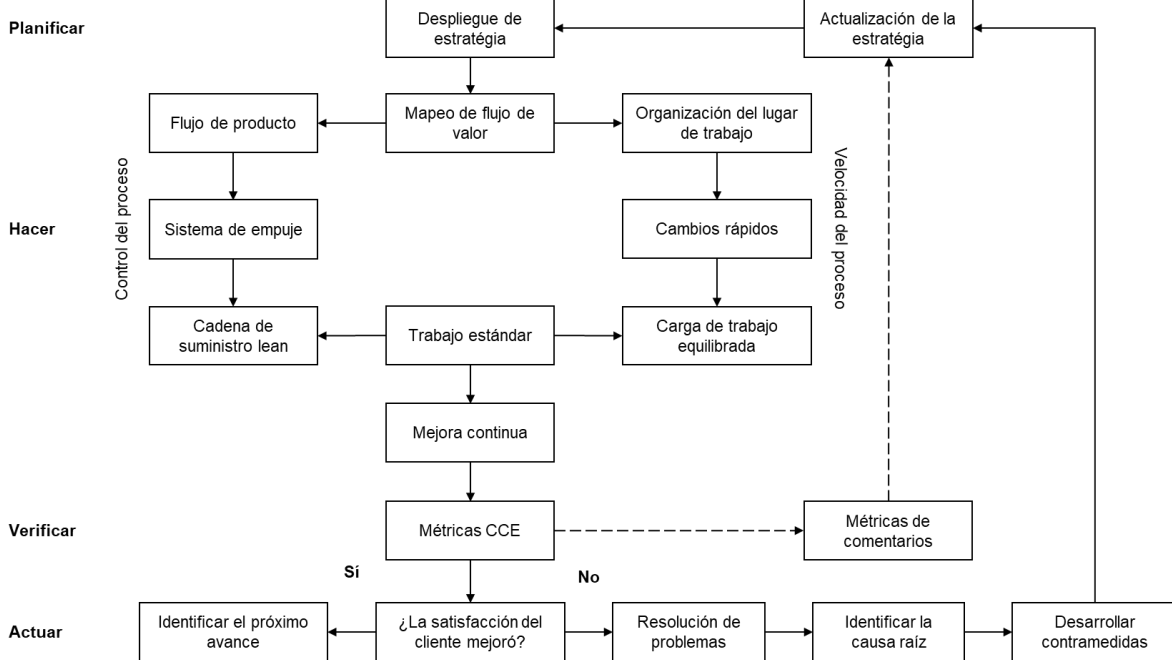 Planificar
Despliegue de
estratégia
Actualización de la
estratégia
Flujo de producto
Mapeo de flujo de
valor
Organización del lugar
de trabajo
Control del proceso
Velocidad del proceso
Hacer
Sistema de empuje
Cambios rápidos
Cadena de
suministro lean
Trabajo estándar
Carga de trabajo
equilibrada
Mejora continua
Verificar
Métricas CCE
Métricas de
comentarios
Sí
No
Actuar
Identificar el próximo
avance
¿La satisfacción del
cliente mejoró?
Resolución de
problemas
Identificar la
causa raíz
Desarrollar
contramedidas